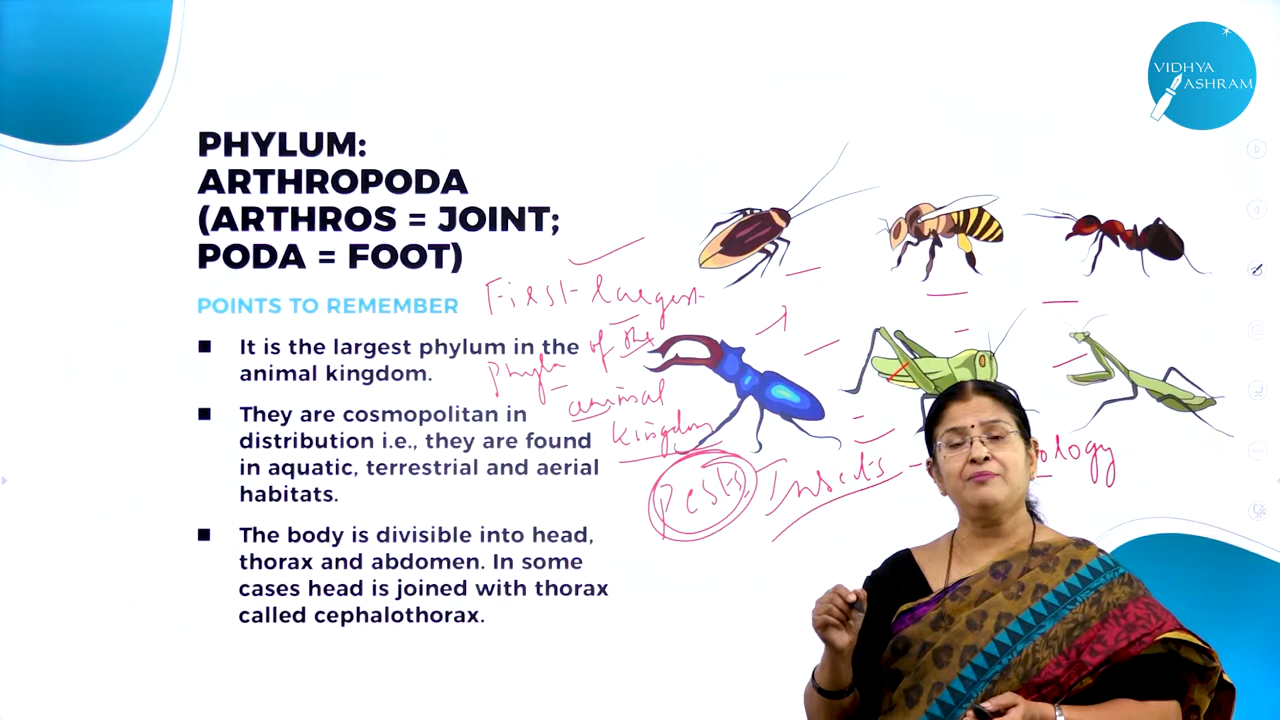 VIDHYA
ASHRAM
PHYLUM:
ARTHROPODA
(ARTHROS = JOINT;
PODA = FOOT)
POINTS TO REMEMBER
■ It is the largest phylum in the
animal kingdom.
■ They are cosmopolitan in
distribution i.e., they are found
in aquatic, terrestrial and aerial
habitats.
■ The body is divisible into head,
thorax and abdomen. In some
cases head is joined with thorax
called cephalothorax.
First largest
Phyla of the
animal
kingdom
Pests Insects - ology